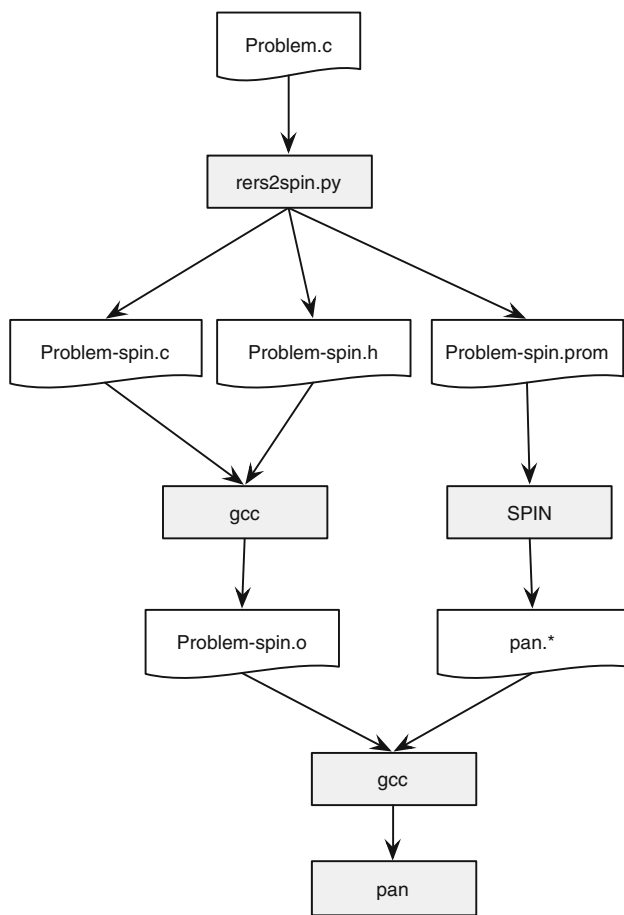 Problem.c
rers2spin.py
Problem-spin.c
Problem-spin.h
Problem-spin.prom
gcc
SPIN
Problem-spin.o
pan.*
gcc
pan